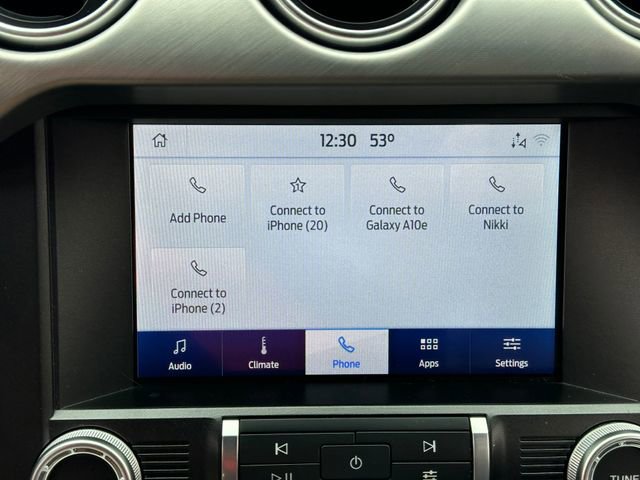 12:30 53°
Add Phone
Connect to
iPhone (20)
Connect to
Galaxy A10e
Connect to
Nikki
Connect to
iPhone (2)
Audio
Climate
Phone
Apps
Settings
TUNE